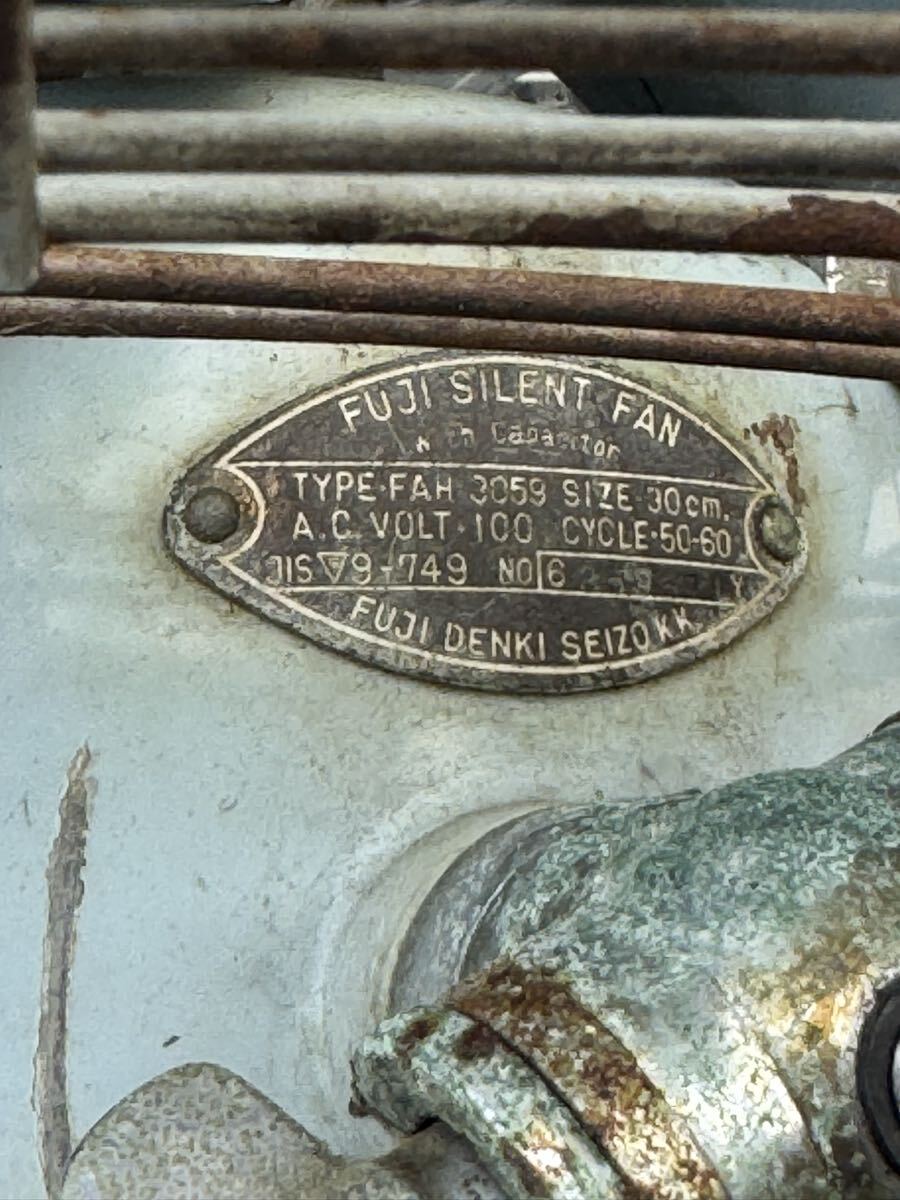 FUJI SILENT FAN
with Capacitor
TYPE·FAH 3059 SIZE·30cm.
A.C. VOLT·100 CYCLE·50-60
JIS 9-749 NO 6
FUJI DENKI SEIZO K.K.